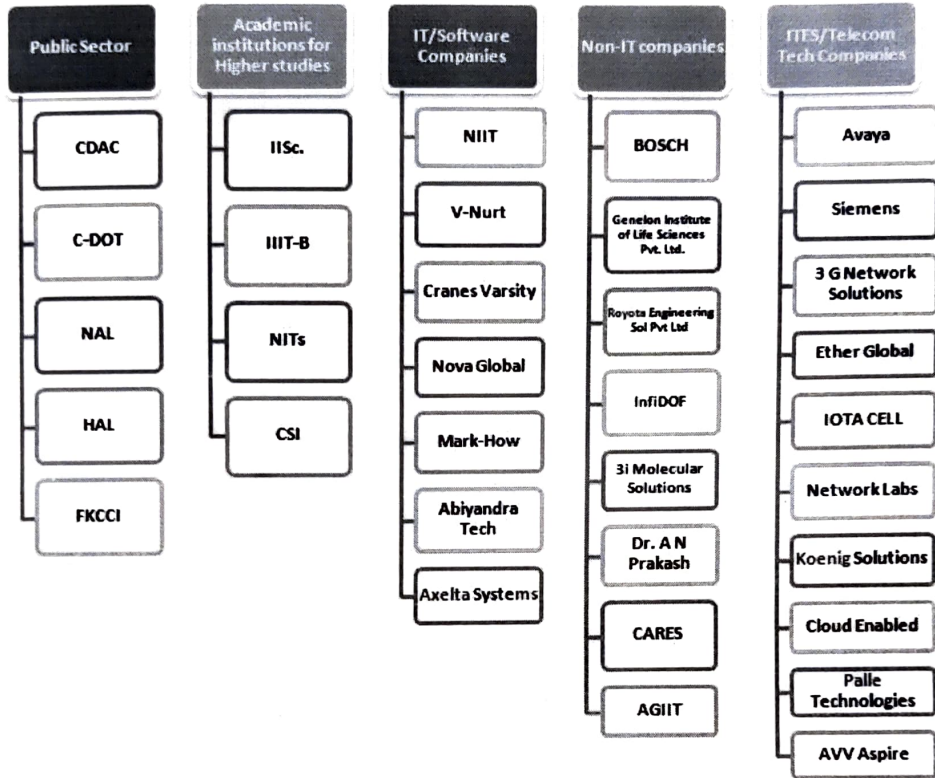 Public Sector
CDAC
C-DOT
NAL
HAL
FKCCI
Academic
institutions for
Higher studies
IISc.
IIIT-B
NITs
CSI
IT/Software
Companies
NIIT
V-Nurt
Cranes Varsity
Nova Global
Mark-How
Abiyandra
Tech
Axelta Systems
Non-IT companies
BOSCH
Genelon Institute
of Life Sciences
Pvt. Ltd.
Royota Engineering
Sol Pvt Ltd
InfiDOF
3i Molecular
Solutions
Dr. A N
Prakash
CARES
AGIIT
ITES/Telecom
Tech Companies
Avaya
Siemens
3 G Network
Solutions
Ether Global
IOTA CELL
Network Labs
Koenig Solutions
Cloud Enabled
Palle
Technologies
AVV Aspire